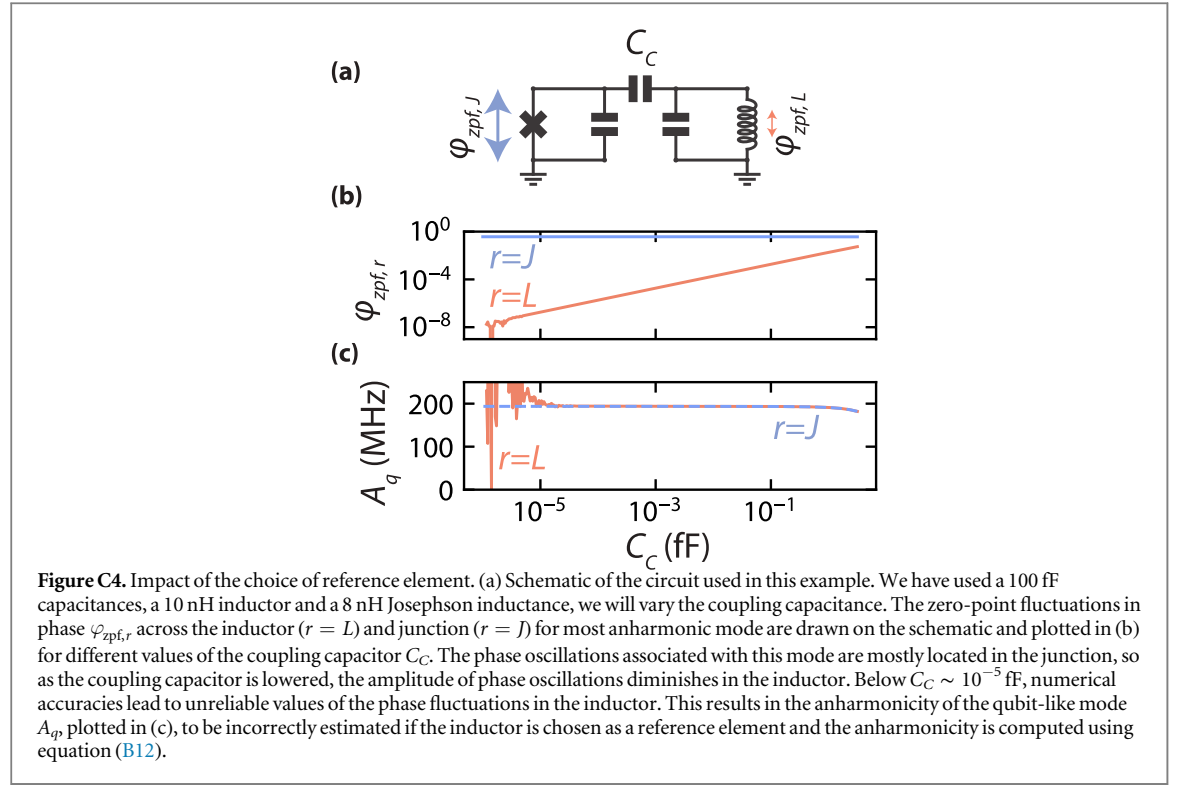 (a)
C_C
φ_zpf, J
φ_zpf, L
(b)
φ_zpf, r
10⁰
10⁻⁴
10⁻⁸
r=J
r=L
(c)
A_q (MHz)
200
100
0
r=J
r=L
10⁻⁵ 10⁻³ 10⁻¹
C_C (fF)
Figure C4. Impact of the choice of reference element. (a) Schematic of the circuit used in this example. We have used a 100 fF
capacitances, a 10 nH inductor and a 8 nH Josephson inductance, we will vary the coupling capacitance. The zero-point fluctuations in
phase φ_zpf,r across the inductor (r = L) and junction (r = J) for most anharmonic mode are drawn on the schematic and plotted in (b)
for different values of the coupling capacitor C_C. The phase oscillations associated with this mode are mostly located in the junction, so
as the coupling capacitor is lowered, the amplitude of phase oscillations diminishes in the inductor. Below C_C ∼ 10⁻⁵ fF, numerical
accuracies lead to unreliable values of the phase fluctuations in the inductor. This results in the anharmonicity of the qubit-like mode
A_q, plotted in (c), to be incorrectly estimated if the inductor is chosen as a reference element and the anharmonicity is computed using
equation (B12).